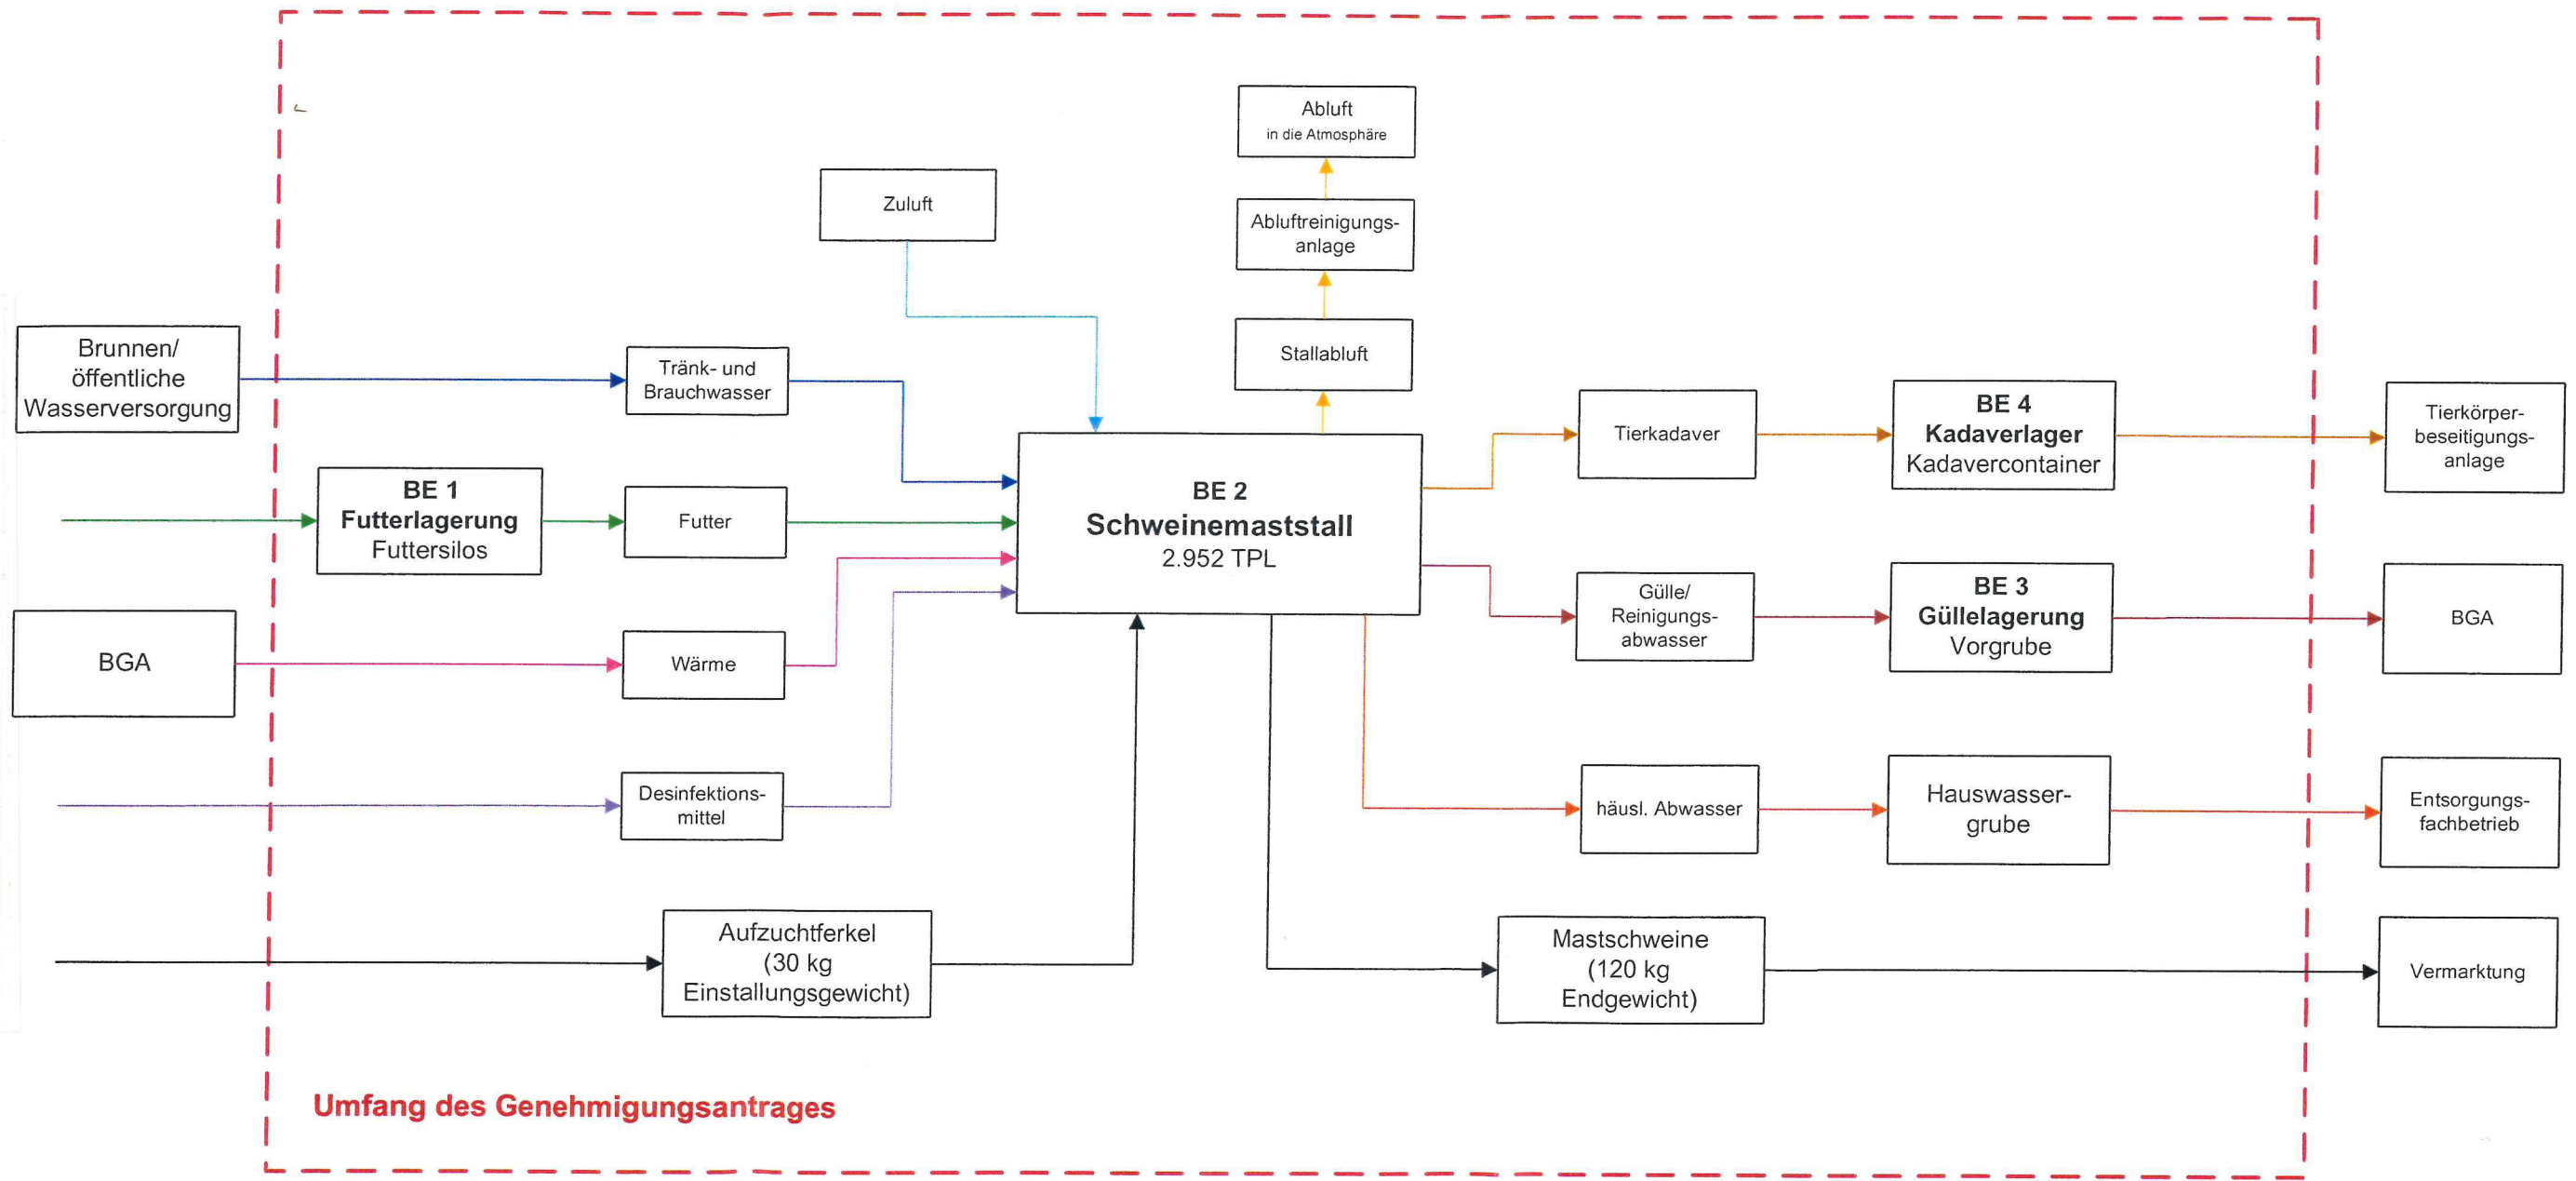 Abluft
in die Atmosphäre
Zuluft
Abluftreinigungs-
anlage
Stallabluft
Brunnen/
öffentliche
Wasserversorgung
Tränk- und
Brauchwasser
Tierkadaver
BE 4
Kadaverlager
Kadavercontainer
Tierkörper-
beseitigungs-
anlage
BE 1
Futterlagerung
Futtersilos
Futter
BE 2
Schweinemaststall
2.952 TPL
Gülle/
Reinigungs-
abwasser
BE 3
Güllelagerung
Vorgrube
BGA
BGA
Wärme
Desinfektions-
mittel
häusl. Abwasser
Hauswasser-
grube
Entsorgungs-
fachbetrieb
Aufzuchtferkel
(30 kg
Einstallungsgewicht)
Mastschweine
(120 kg
Endgewicht)
Vermarktung
Umfang des Genehmigungsantrages